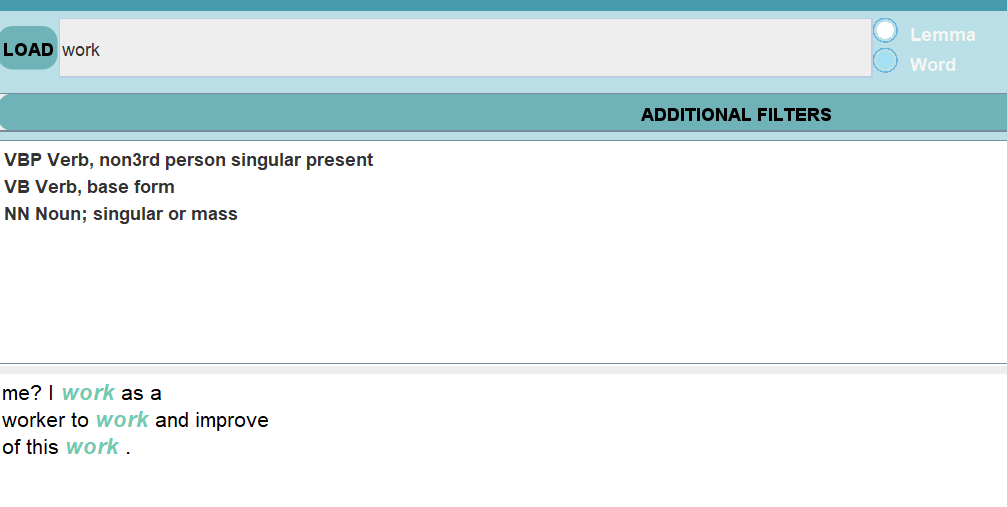 LOAD work Lemma
Word
ADDITIONAL FILTERS
VBP Verb, non3rd person singular present
VB Verb, base form
NN Noun; singular or mass
me? I work as a
worker to work and improve
of this work .